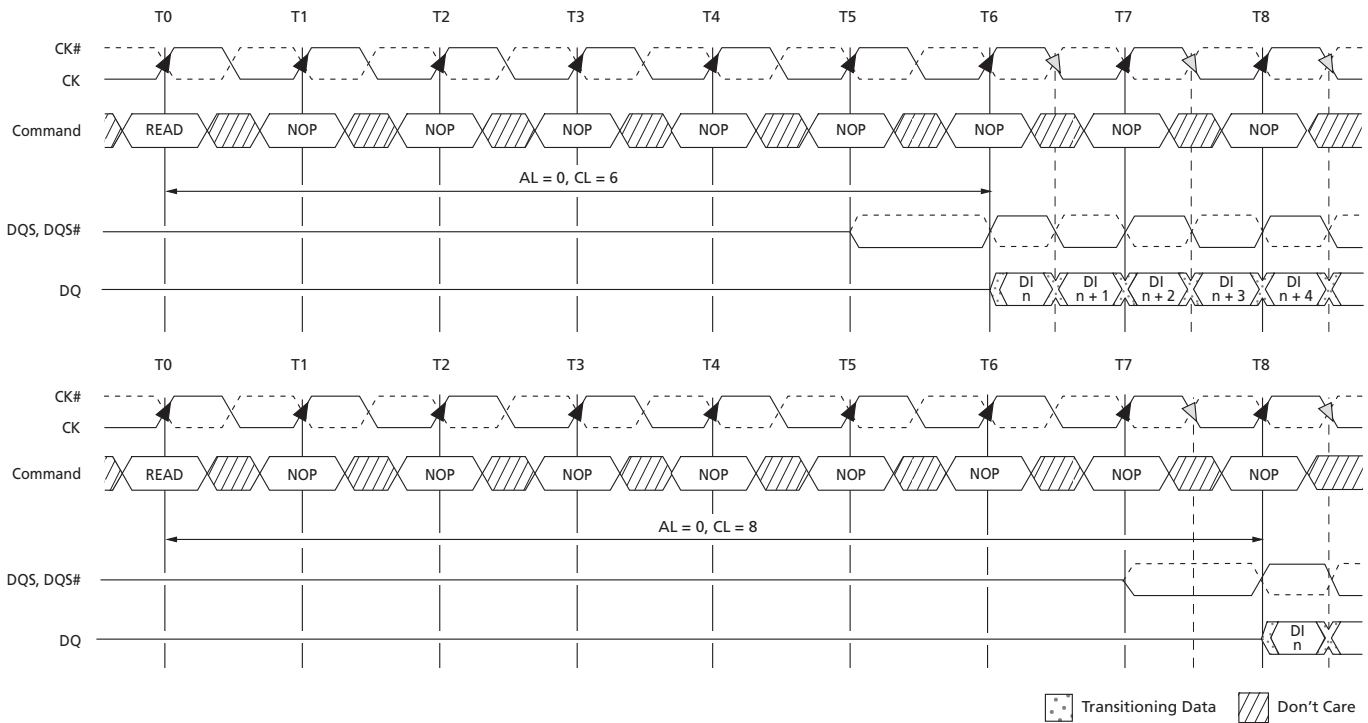 T0 T1 T2 T3 T4 T5 T6 T7 T8
CK#
CK
Command READ NOP NOP NOP NOP NOP NOP NOP NOP
AL = 0, CL = 6
DQS, DQS#
DQ DI n DI n + 1 DI n + 2 DI n + 3 DI n + 4
T0 T1 T2 T3 T4 T5 T6 T7 T8
CK#
CK
Command READ NOP NOP NOP NOP NOP NOP NOP NOP
AL = 0, CL = 8
DQS, DQS#
DQ DI n
Transitioning Data Don't Care